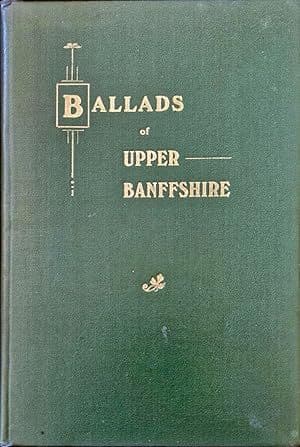 BALLADS
of
UPPER
BANFFSHIRE